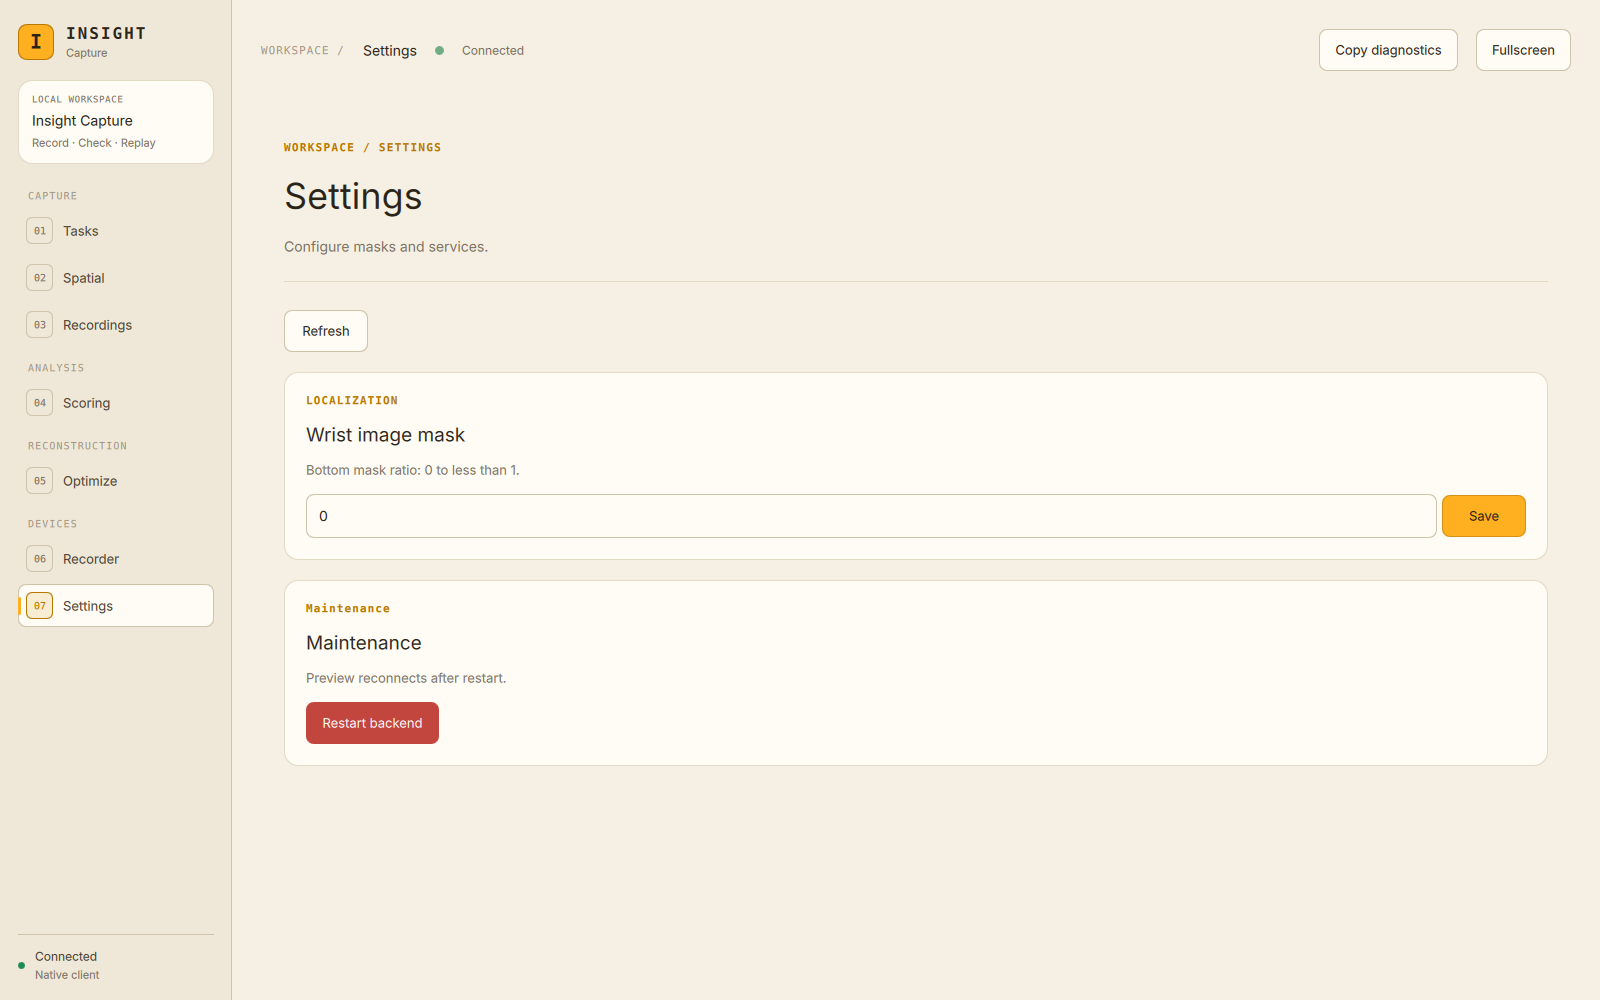 I
INSIGHT
Capture
LOCAL WORKSPACE
Insight Capture
Record · Check · Replay
CAPTURE
01 Tasks
02 Spatial
03 Recordings
ANALYSIS
04 Scoring
RECONSTRUCTION
05 Optimize
DEVICES
06 Recorder
07 Settings
Connected
Native client
WORKSPACE / Settings Connected
Copy diagnostics
Fullscreen
WORKSPACE / SETTINGS
Settings
Configure masks and services.
Refresh
LOCALIZATION
Wrist image mask
Bottom mask ratio: 0 to less than 1.
0
Save
Maintenance
Maintenance
Preview reconnects after restart.
Restart backend